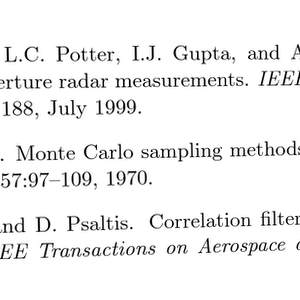 L.C. Potter, I.J. Gupta, and A
erture radar measurements. IEEE
188, July 1999.
. Monte Carlo sampling methods
57:97–109, 1970.
nd D. Psaltis. Correlation filter
EE Transactions on Aerospace